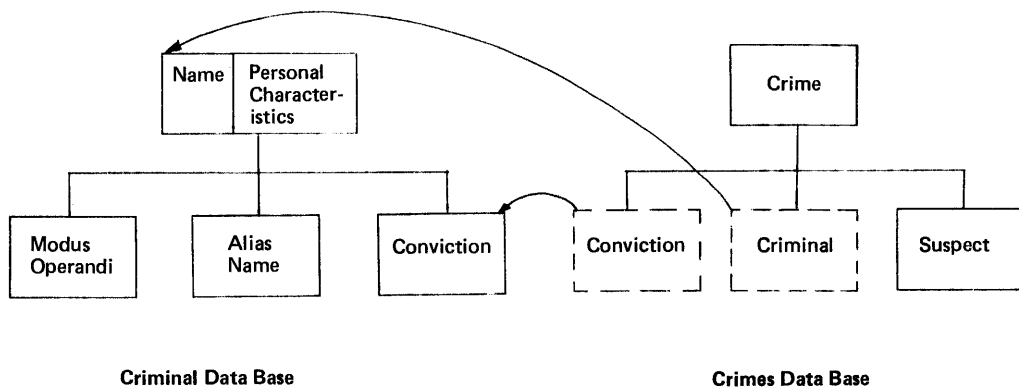 Name
Personal
Character-
istics
Crime
Modus
Operandi
Alias
Name
Conviction
Conviction
Criminal
Suspect
Criminal Data Base
Crimes Data Base